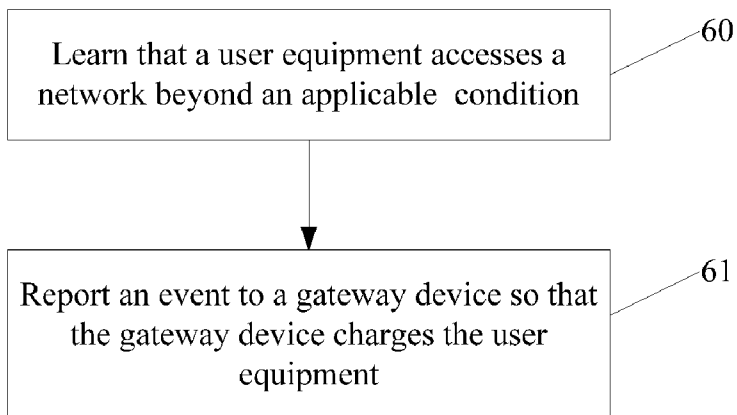 Learn that a user equipment accesses a
network beyond an applicable condition
60
Report an event to a gateway device so that
the gateway device charges the user
equipment
61